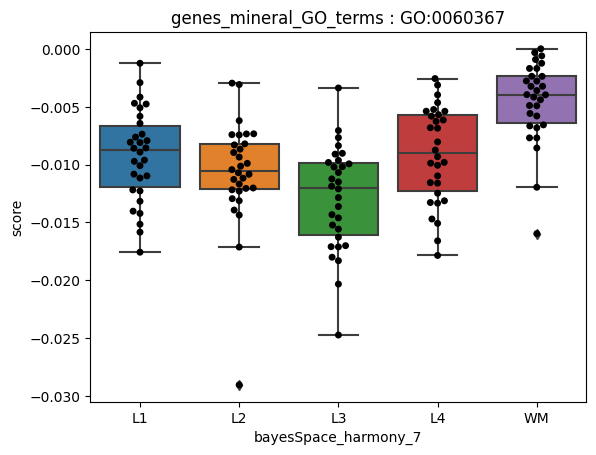 genes_mineral_GO_terms : GO:0060367
score
0.000
−0.005
−0.010
−0.015
−0.020
−0.025
−0.030
L1 L2 L3 L4 WM
bayesSpace_harmony_7